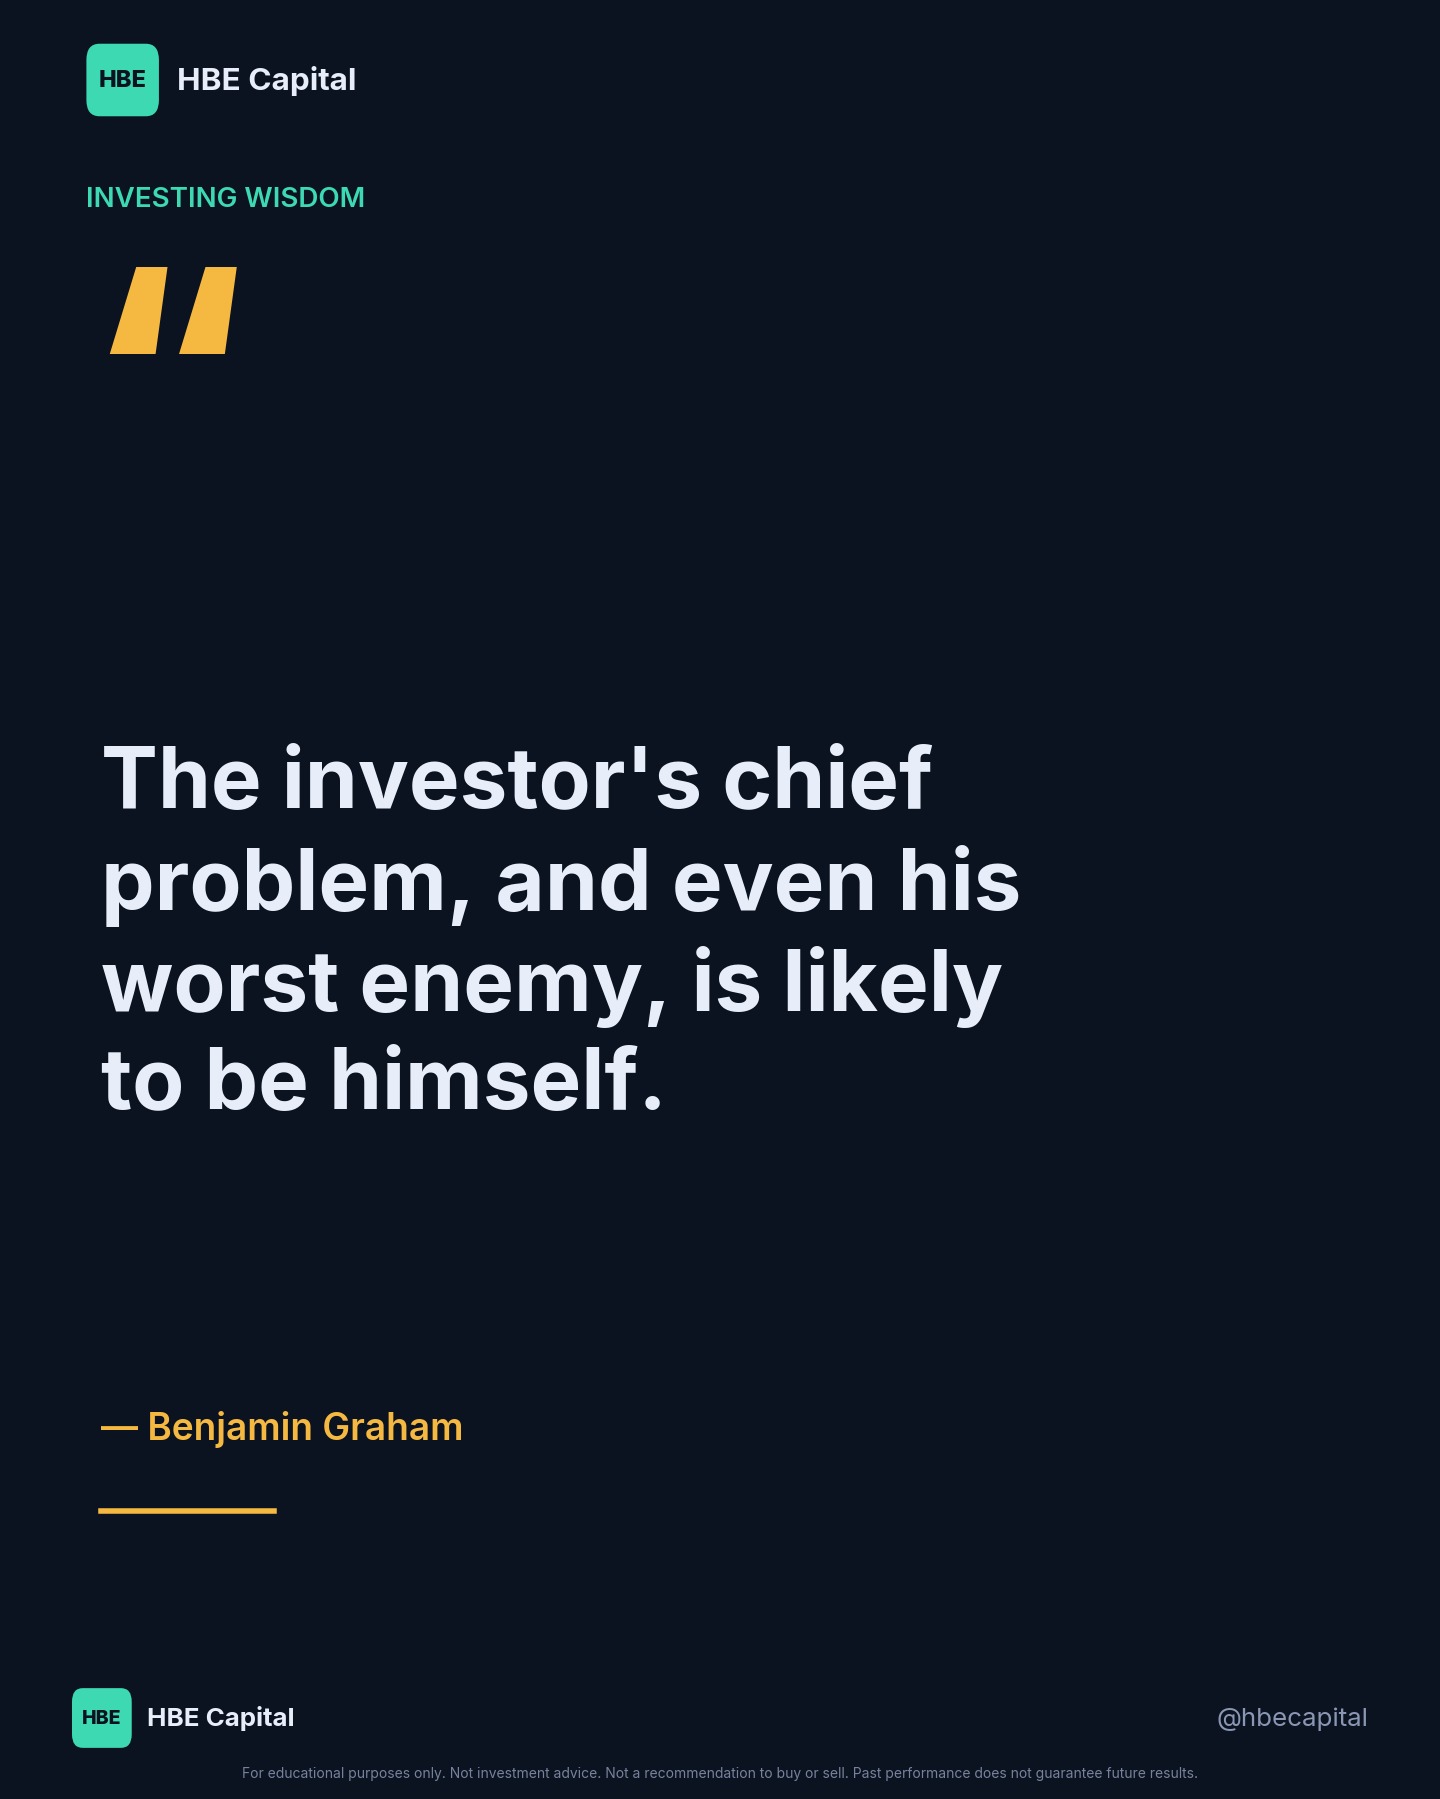 HBE HBE Capital
INVESTING WISDOM
"
The investor's chief
problem, and even his
worst enemy, is likely
to be himself.
— Benjamin Graham
HBE HBE Capital
@hbecapital
For educational purposes only. Not investment advice. Not a recommendation to buy or sell. Past performance does not guarantee future results.